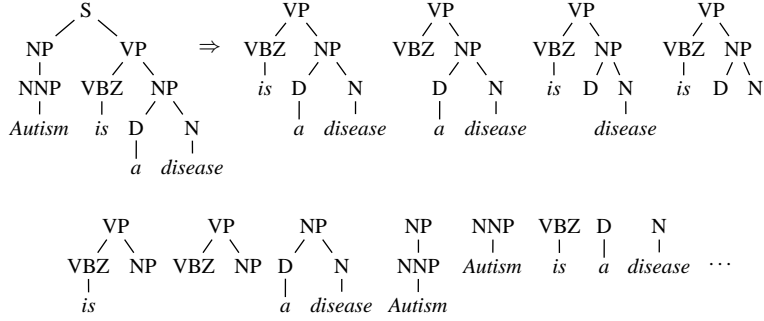 S VP VP VP VP
NP VP ⇒ VBZ NP VBZ NP VBZ NP VBZ NP
NNP VBZ NP is D N D N is D N is D N
Autism is D N a disease a disease disease
a disease
VP VP NP NP NNP VBZ D N
VBZ NP VBZ NP D N NNP Autism is a disease ...
is a disease Autism